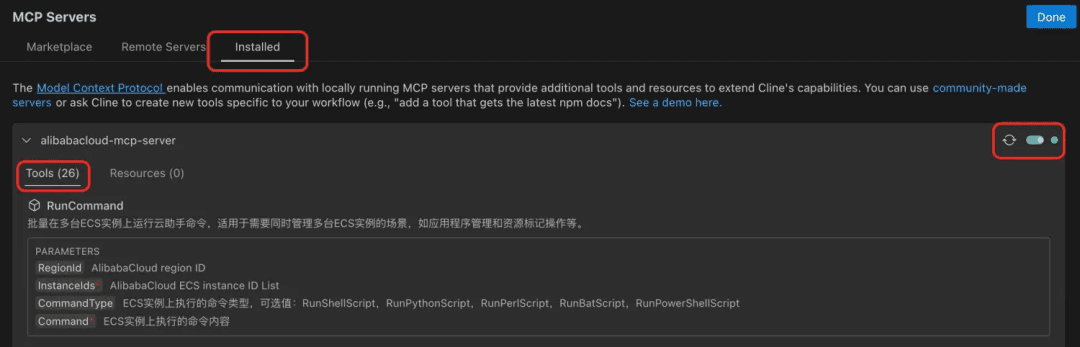 MCP Servers
Done
Marketplace
Remote Servers
Installed
The Model Context Protocol enables communication with locally running MCP servers that provide additional tools and resources to extend Cline's capabilities. You can use community-made
servers or ask Cline to create new tools specific to your workflow (e.g., "add a tool that gets the latest npm docs"). See a demo here.
alibabacloud-mcp-server
Tools (26)
Resources (0)
RunCommand
批量在多台ECS实例上运行云助手命令，适用于需要同时管理多台ECS实例的场景，如应用程序管理和资源标记操作等。
PARAMETERS
RegionId AlibabaCloud region ID
InstanceIds* AlibabaCloud ECS instance ID List
CommandType ECS实例上执行的命令类型，可选值：RunShellScript，RunPythonScript，RunPerlScript，RunBatScript，RunPowerShellScript
Command* ECS实例上执行的命令内容